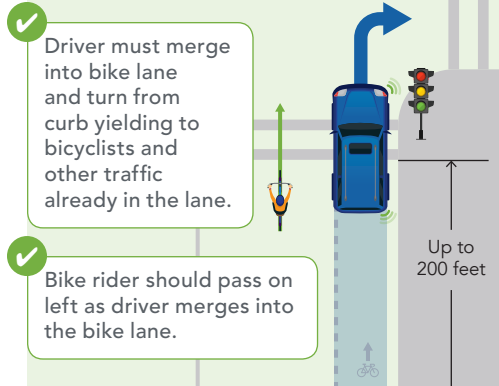 Driver must merge
into bike lane
and turn from
curb yielding to
bicyclists and
other traffic
already in the lane.
Up to
200 feet
Bike rider should pass on
left as driver merges into
the bike lane.